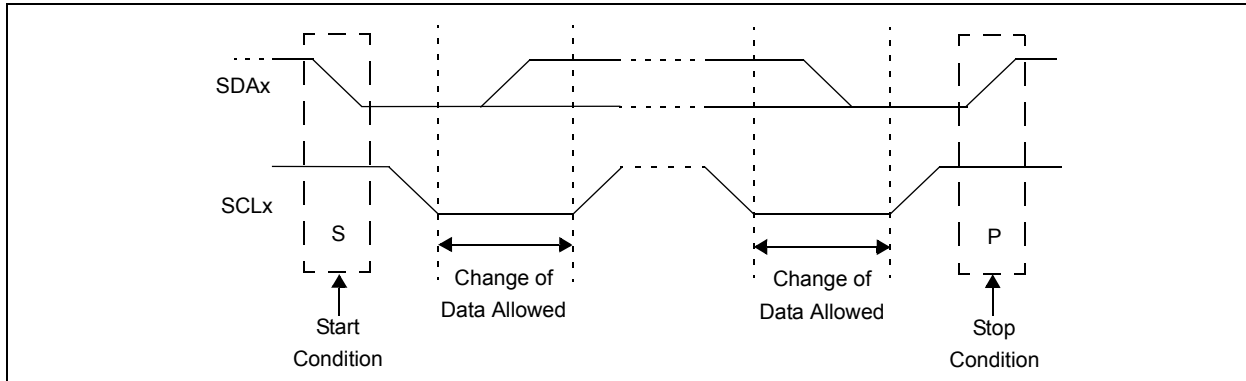 SDAx
SCLx
S
P
Change of
Data Allowed
Change of
Data Allowed
Start
Condition
Stop
Condition